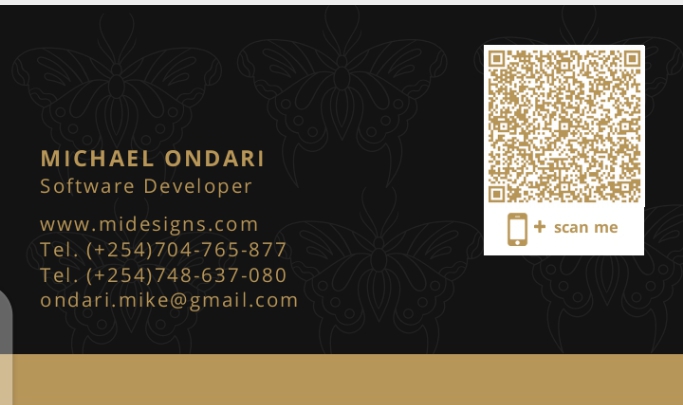 MICHAEL ONDARI
Software Developer
www.midesigns.com
Tel. (+254)704-765-877
Tel. (+254)748-637-080
ondari.mike@gmail.com
+ scan me